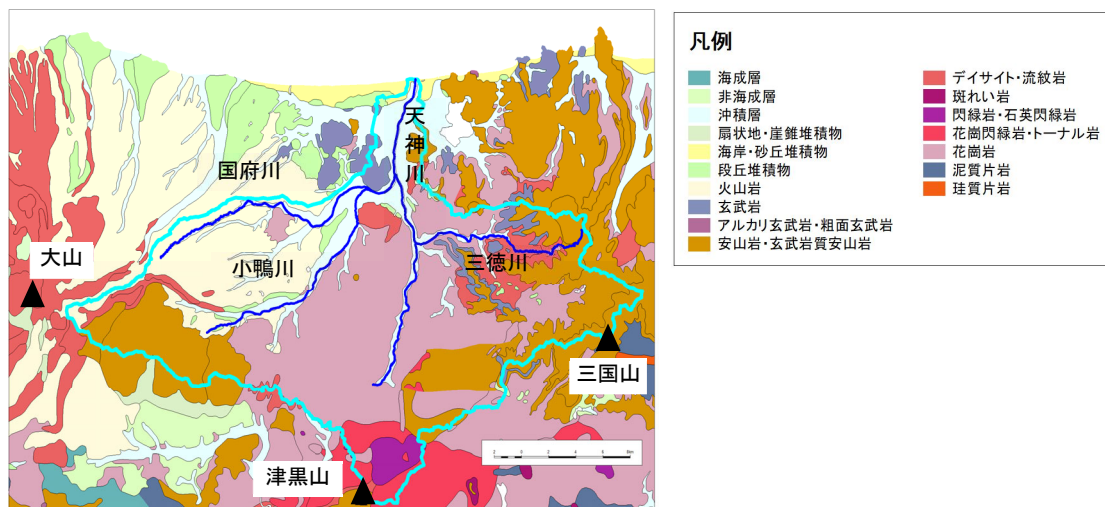 天神川
国府川
大山
小鴨川
三徳川
三国山
津黒山
凡例
海成層
非海成層
沖積層
扇状地・崖錐堆積物
海岸・砂丘堆積物
段丘堆積物
火山岩
玄武岩
アルカリ玄武岩・粗面玄武岩
安山岩・玄武岩質安山岩
デイサイト・流紋岩
斑れい岩
閃緑岩・石英閃緑岩
花崗閃緑岩・トーナル岩
花崗岩
泥質片岩
珪質片岩